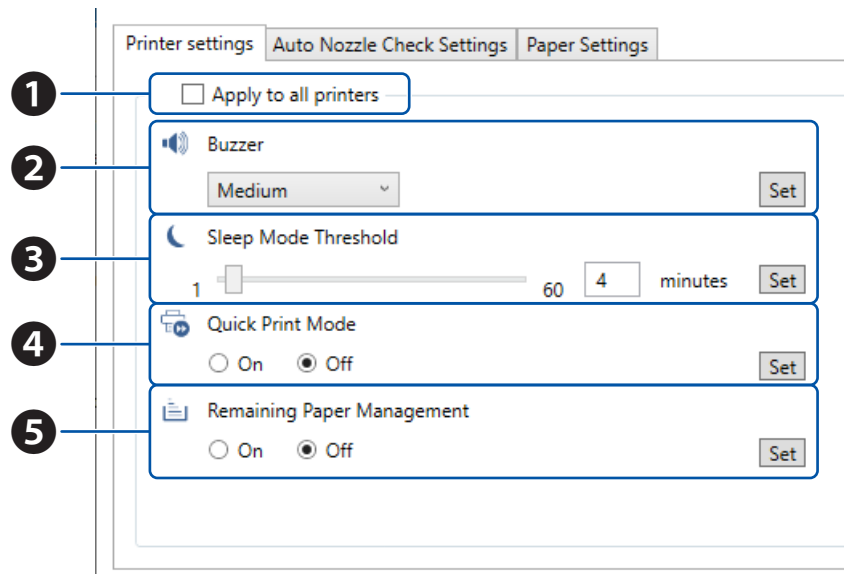 Printer settings Auto Nozzle Check Settings Paper Settings
1 Apply to all printers
2 Buzzer
Medium Set
3 Sleep Mode Threshold
1 60 4 minutes Set
4 Quick Print Mode
On Off Set
5 Remaining Paper Management
On Off Set